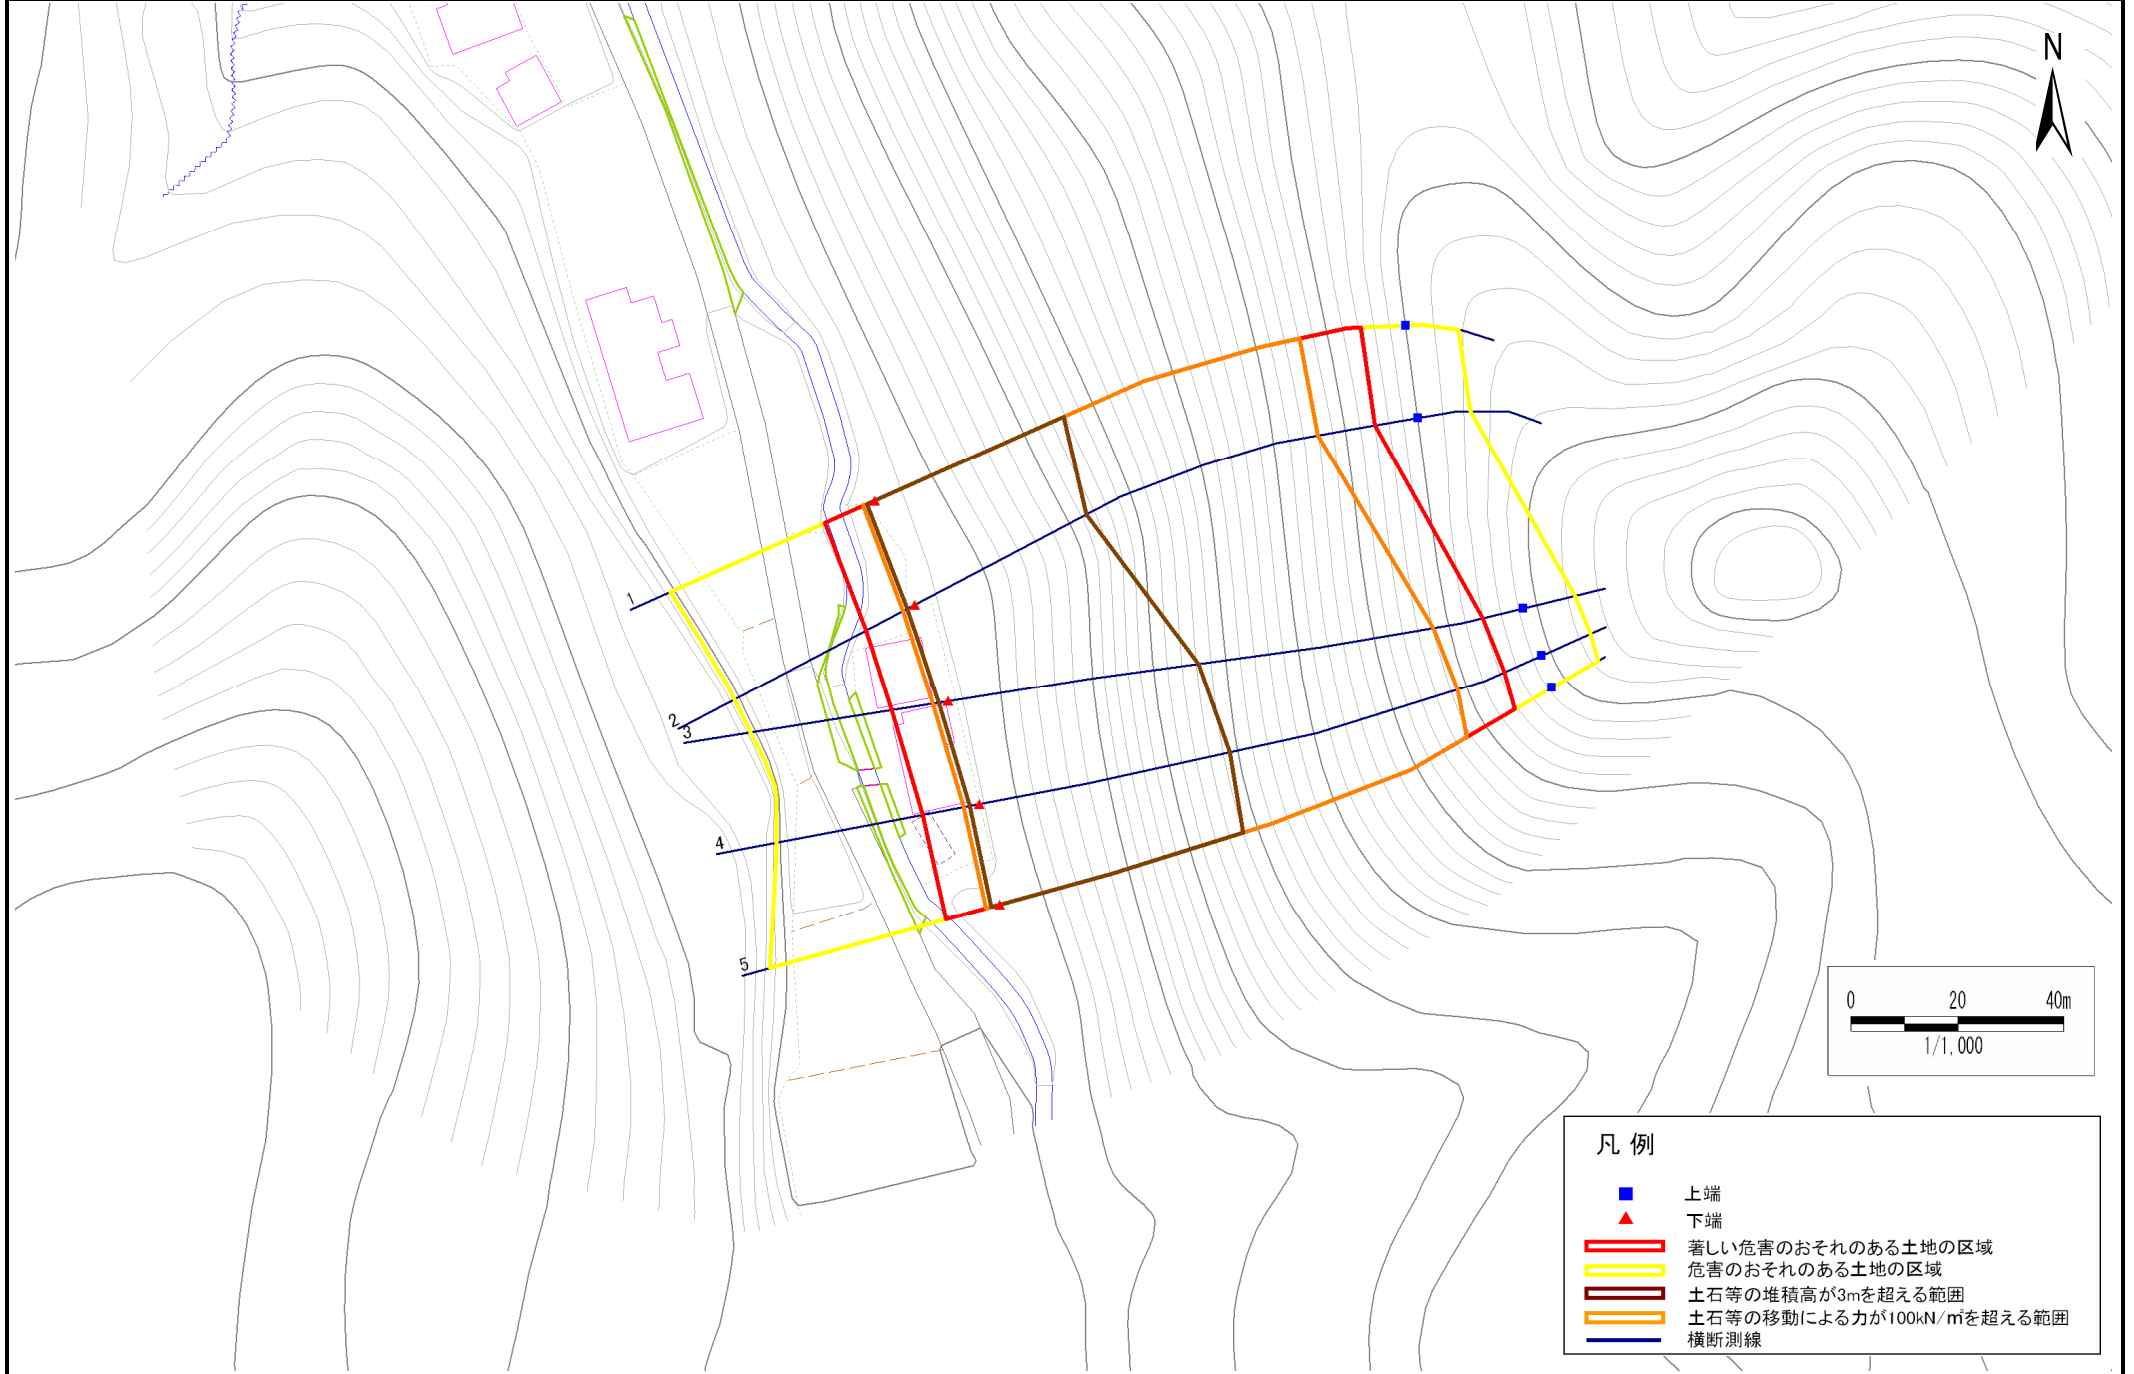 N
1
2
3
4
5
0 20 40m
1/1,000
凡 例
上端
下端
著しい危害のおそれのある土地の区域
危害のおそれのある土地の区域
土石等の堆積高が3mを超える範囲
土石等の移動による力が100kN/㎡を超える範囲
横断測線